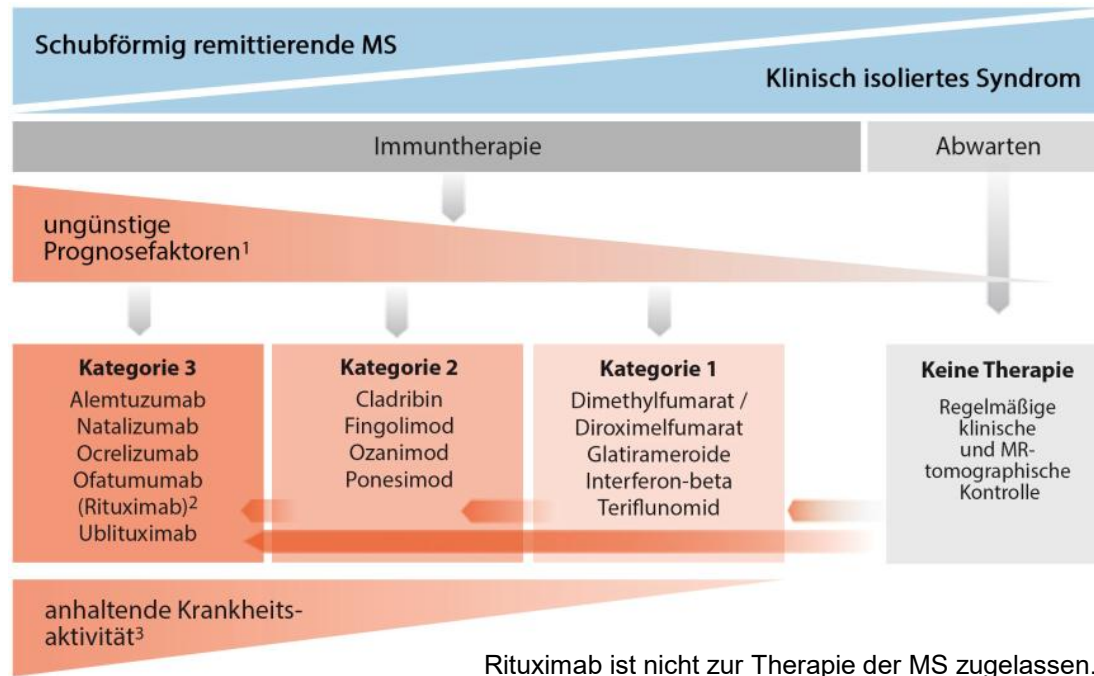 Schubförmig remittierende MS
Klinisch isoliertes Syndrom
Immuntherapie
Abwarten
ungünstige
Prognosefaktoren¹
Kategorie 3
Alemtuzumab
Natalizumab
Ocrelizumab
Ofatumumab
(Rituximab)²
Ublituximab
Kategorie 2
Cladribin
Fingolimod
Ozanimod
Ponesimod
Kategorie 1
Dimethylfumarat /
Diroximelfumarat
Glatirameroide
Interferon-beta
Teriflunomid
Keine Therapie
Regelmäßige
klinische
und MR-
tomographische
Kontrolle
anhaltende Krankheits-
aktivität³
Rituximab ist nicht zur Therapie der MS zugelassen.